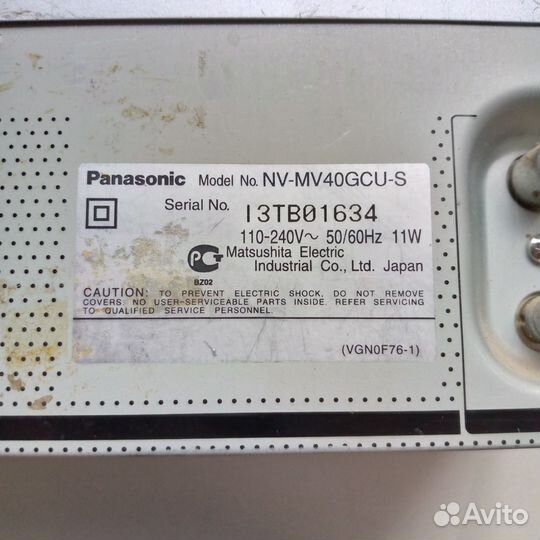 Panasonic Model No. NV-MV40GCU-S
Serial No. I3TB01634
110-240V~ 50/60Hz 11W
Matsushita Electric
Industrial Co., Ltd. Japan
BZ02
CAUTION: TO PREVENT ELECTRIC SHOCK. DO NOT REMOVE
COVERS. NO USER-SERVICEABLE PARTS INSIDE. REFER SERVICING
TO QUALIFIED SERVICE PERSONNEL.
(VGN0F76-1)
Avito